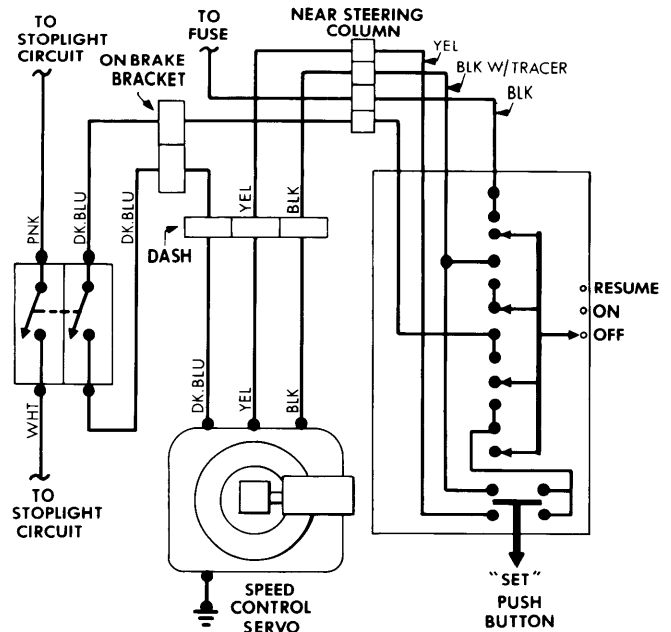 TO
STOPLIGHT
CIRCUIT
TO
FUSE
NEAR STEERING
COLUMN
ON BRAKE
BRACKET
YEL
BLK W/TRACER
BLK
PNK
DK.BLU
DK.BLU
YEL
BLK
DASH
RESUME
ON
OFF
DK.BLU
YEL
BLK
WHT
TO
STOPLIGHT
CIRCUIT
SPEED
CONTROL
SERVO
"SET"
PUSH
BUTTON